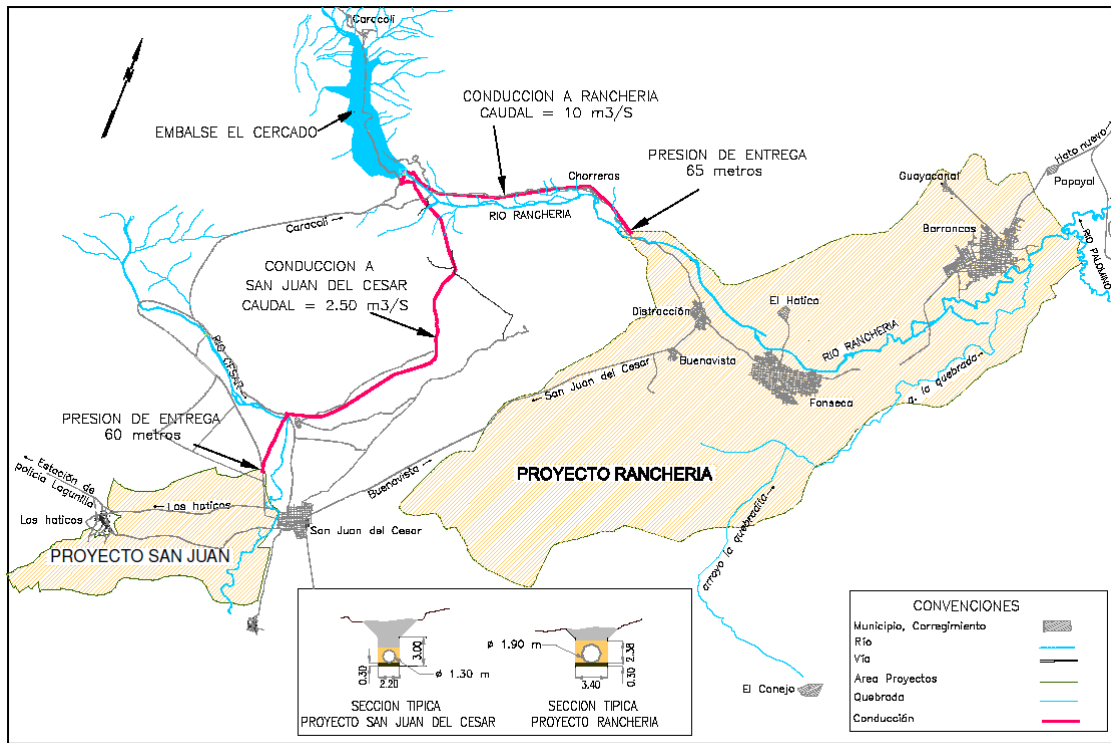 Caracoli
EMBALSE EL CERCADO
CONDUCCION A RANCHERIA
CAUDAL = 10 m3/S
Chorreras
PRESION DE ENTREGA
65 metros
Hato nuevo
Guayacanal
Papayal
Barrancas
RIO PALOMINO
RIO RANCHERIA
Caracoli
CONDUCCION A
SAN JUAN DEL CESAR
CAUDAL = 2.50 m3/S
El Hatico
Distracción
RIO RANCHERIA
Buenavista
RIO CESAR
San Juan del Cesar
Fonseca
q. la quebrada
PRESION DE ENTREGA
60 metros
Estación de
policia Lagunilla
Buenavista
PROYECTO RANCHERIA
Los haticos
Los haticos
San Juan del Cesar
PROYECTO SAN JUAN
arroyo la quebradita
El Conejo
3.00
0.30
2.20
ø 1.30 m
SECCION TIPICA
PROYECTO SAN JUAN DEL CESAR
ø 1.90 m
2.38
0.30
3.40
SECCION TIPICA
PROYECTO RANCHERIA
CONVENCIONES
Municipio, Corregimiento
Río
Vía
Area Proyectos
Quebrada
Conducción